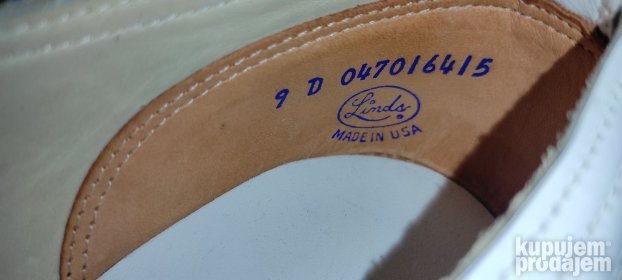 9 D 047016415
Linds
MADE IN USA
kupujem
prodajem